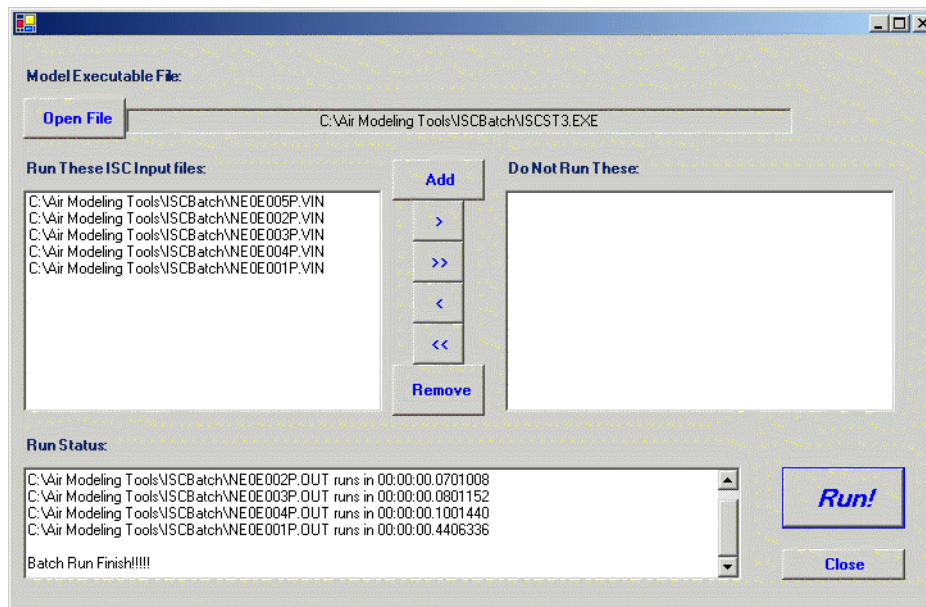 Model Executable File:
Open File
C:\Air Modeling Tools\ISCBatch\ISCST3.EXE
Run These ISC Input files:
Add
Do Not Run These:
C:\Air Modeling Tools\ISCBatch\NE0E005P.VIN
C:\Air Modeling Tools\ISCBatch\NE0E002P.VIN
C:\Air Modeling Tools\ISCBatch\NE0E003P.VIN
C:\Air Modeling Tools\ISCBatch\NE0E004P.VIN
C:\Air Modeling Tools\ISCBatch\NE0E001P.VIN
>
>>
<
<<
Remove
Run Status:
C:\Air Modeling Tools\ISCBatch\NE0E002P.OUT runs in 00:00:00.0701008
C:\Air Modeling Tools\ISCBatch\NE0E003P.OUT runs in 00:00:00.0801152
C:\Air Modeling Tools\ISCBatch\NE0E004P.OUT runs in 00:00:00.1001440
C:\Air Modeling Tools\ISCBatch\NE0E001P.OUT runs in 00:00:00.4406336
Batch Run Finish!!!!!
Run!
Close